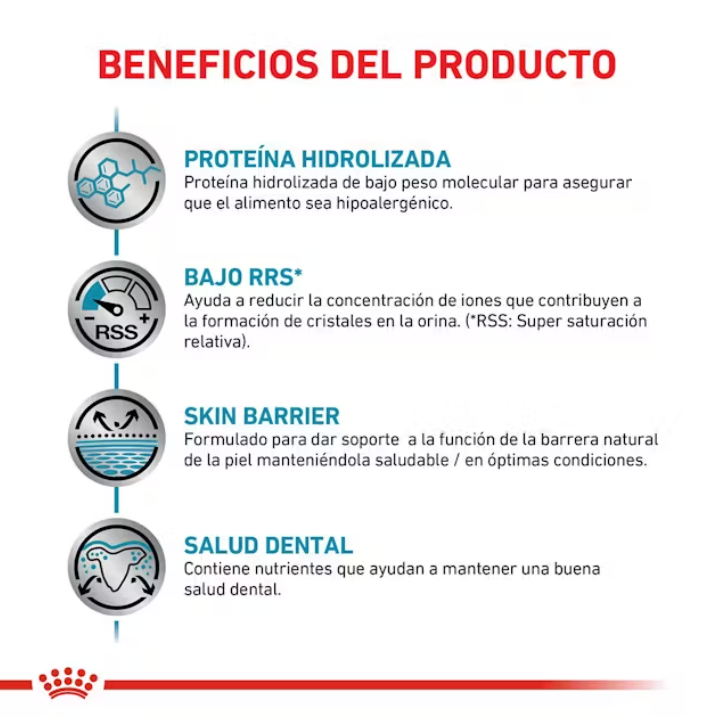 BENEFICIOS DEL PRODUCTO
PROTEÍNA HIDROLIZADA
Proteína hidrolizada de bajo peso molecular para asegurar
que el alimento sea hipoalergénico.
BAJO RRS*
Ayuda a reducir la concentración de iones que contribuyen a
la formación de cristales en la orina. (*RSS: Super saturación
relativa).
- +
RSS
SKIN BARRIER
Formulado para dar soporte a la función de la barrera natural
de la piel manteniéndola saludable / en óptimas condiciones.
SALUD DENTAL
Contiene nutrientes que ayudan a mantener una buena
salud dental.